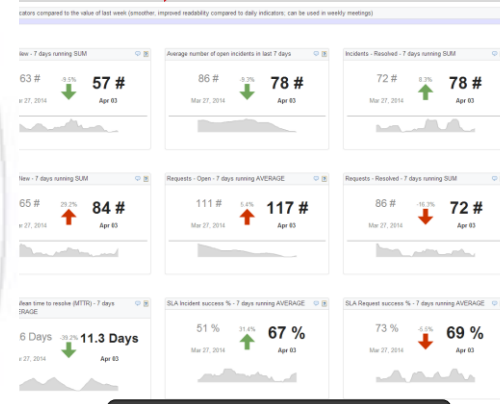 cators compared to the value of last week (smoother, improved readability compared to daily indicators, can be used in weekly meetings)
New - 7 days running SUM
Average number of open incidents in last 7 days
Incidents - Resolved - 7 days running SUM
63 # -9.5% 57 #
86 # -9.3% 78 #
72 # 8.3% 78 #
Mar 27, 2014 Apr 03
Mar 27, 2014 Apr 03
Mar 27, 2014 Apr 03
New - 7 days running SUM
Requests - Open - 7 days running AVERAGE
Requests - Resolved - 7 days running SUM
65 # 29.2% 84 #
111 # 5.4% 117 #
86 # -16.3% 72 #
r 27, 2014 Apr 03
Mar 27, 2014 Apr 03
Mar 27, 2014 Apr 03
Mean time to resolve (MTTR) - 7 days
SLA Incident success % - 7 days running AVERAGE
SLA Request success % - 7 days running AVERAGE
ERAGE
6 Days -39.2% 11.3 Days
51 % 31.4% 67 %
73 % 69 %
r 27, 2014 Apr 03
Mar 27, 2014 Apr 03
Mar 27, 2014 Apr 03